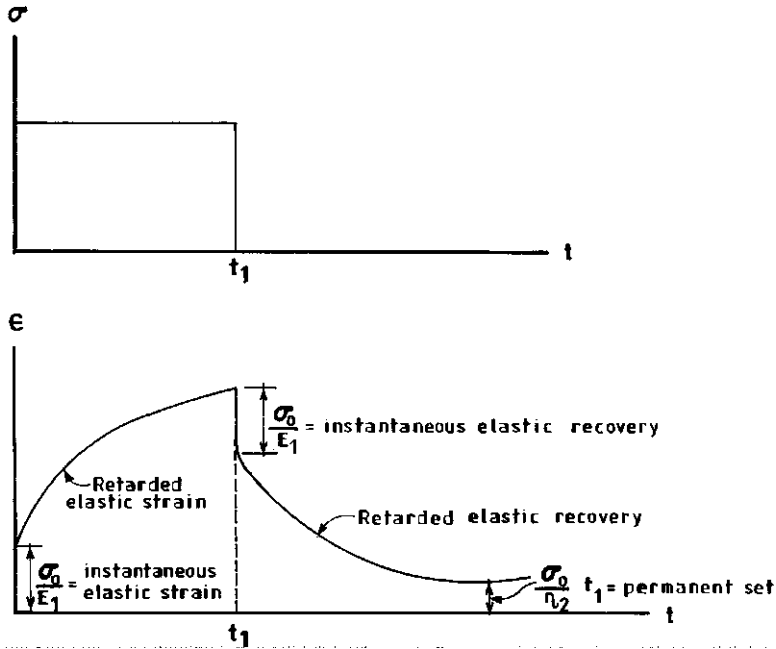 σ
t
t₁
ϵ
σ₀/E₁ = instantaneous elastic recovery
Retarded
elastic strain
Retarded elastic recovery
σ₀/E₁ = instantaneous
elastic strain
σ₀/η₂ t₁ = permanent set
t
t₁